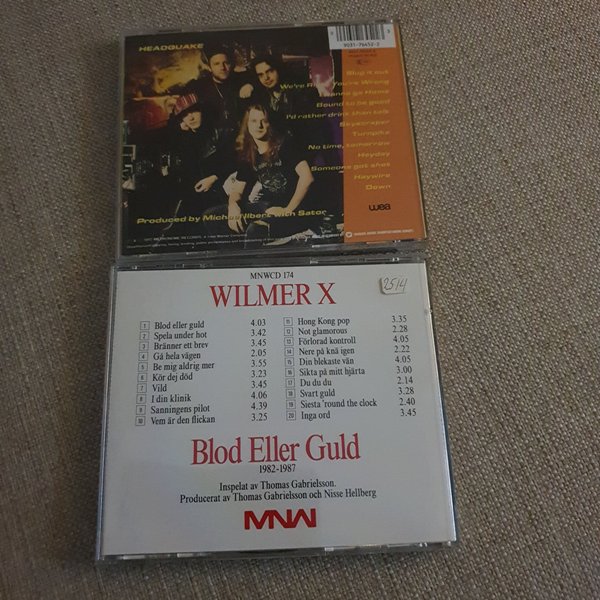 HEADQUAKE
9031-76452-2
Slug it out
We're Right, You're Wrong
Wanna go Home
Bound to be good
I'd rather drink than talk
Skyscraper
Turnpike
No time, tomorrow
Heyday
Someone got shot
Haywire
Down
Produced by Michael Ilbert with Sator
wea
MNWCD 174
WILMER X
2514
1 Blod eller guld 4.03
2 Spela under hot 3.42
3 Bränner ett brev 3.45
4 Gå hela vägen 2.05
5 Be mig aldrig mer 3.55
6 Kör dej död 3.23
7 Vild 3.45
8 I din klinik 4.06
9 Sanningens pilot 4.39
10 Vem är den flickan 3.25
11 Hong Kong pop 3.35
12 Not glamorous 2.28
13 Förlorad kontroll 4.05
14 Nere på knä igen 2.22
15 Din blekaste vän 4.05
16 Sikta på mitt hjärta 3.00
17 Du du du 2.14
18 Svart guld 3.28
19 Siesta 'round the clock 2:40
20 Inga ord 3.45
Blod Eller Guld
1982-1987
Inspelat av Thomas Gabrielsson.
Producerat av Thomas Gabrielsson och Nisse Hellberg
MNW